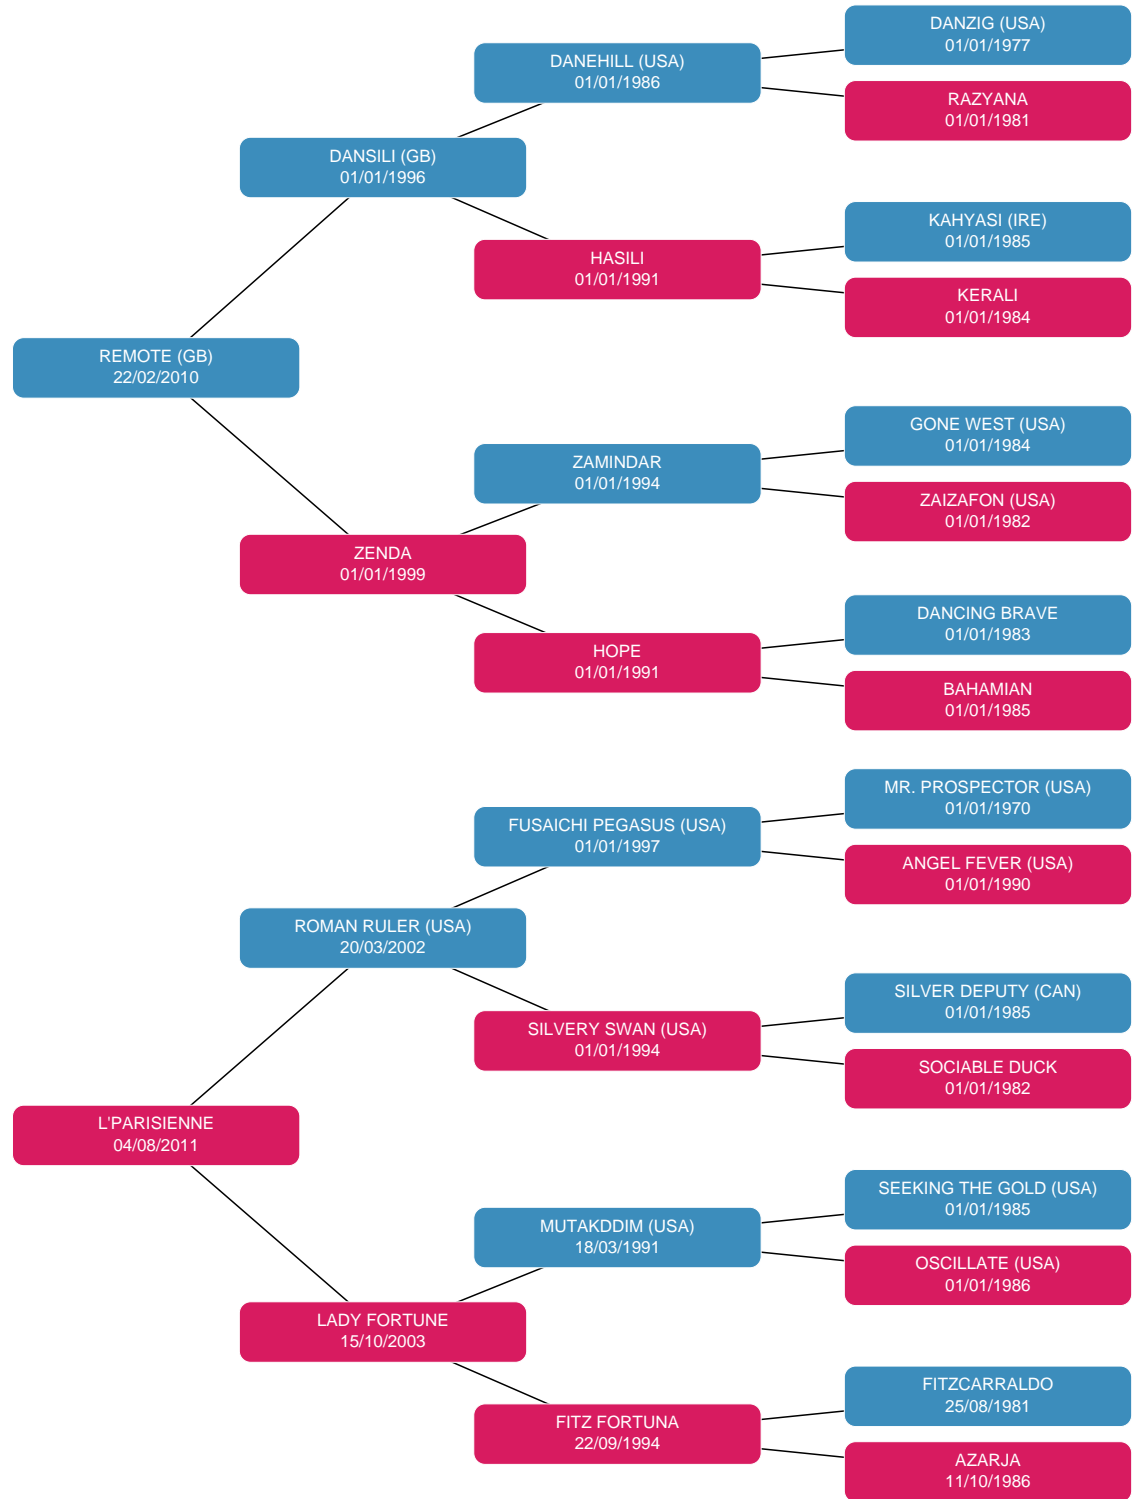 DANZIG (USA)
01/01/1977
DANEHILL (USA)
01/01/1986
RAZYANA
01/01/1981
DANSILI (GB)
01/01/1996
KAHYASI (IRE)
01/01/1985
HASILI
01/01/1991
KERALI
01/01/1984
REMOTE (GB)
22/02/2010
GONE WEST (USA)
01/01/1984
ZAMINDAR
01/01/1994
ZAIZAFON (USA)
01/01/1982
ZENDA
01/01/1999
DANCING BRAVE
01/01/1983
HOPE
01/01/1991
BAHAMIAN
01/01/1985
MR. PROSPECTOR (USA)
01/01/1970
FUSAICHI PEGASUS (USA)
01/01/1997
ANGEL FEVER (USA)
01/01/1990
ROMAN RULER (USA)
20/03/2002
SILVER DEPUTY (CAN)
01/01/1985
SILVERY SWAN (USA)
01/01/1994
SOCIABLE DUCK
01/01/1982
L'PARISIENNE
04/08/2011
SEEKING THE GOLD (USA)
01/01/1985
MUTAKDDIM (USA)
18/03/1991
OSCILLATE (USA)
01/01/1986
LADY FORTUNE
15/10/2003
FITZCARRALDO
25/08/1981
FITZ FORTUNA
22/09/1994
AZARJA
11/10/1986